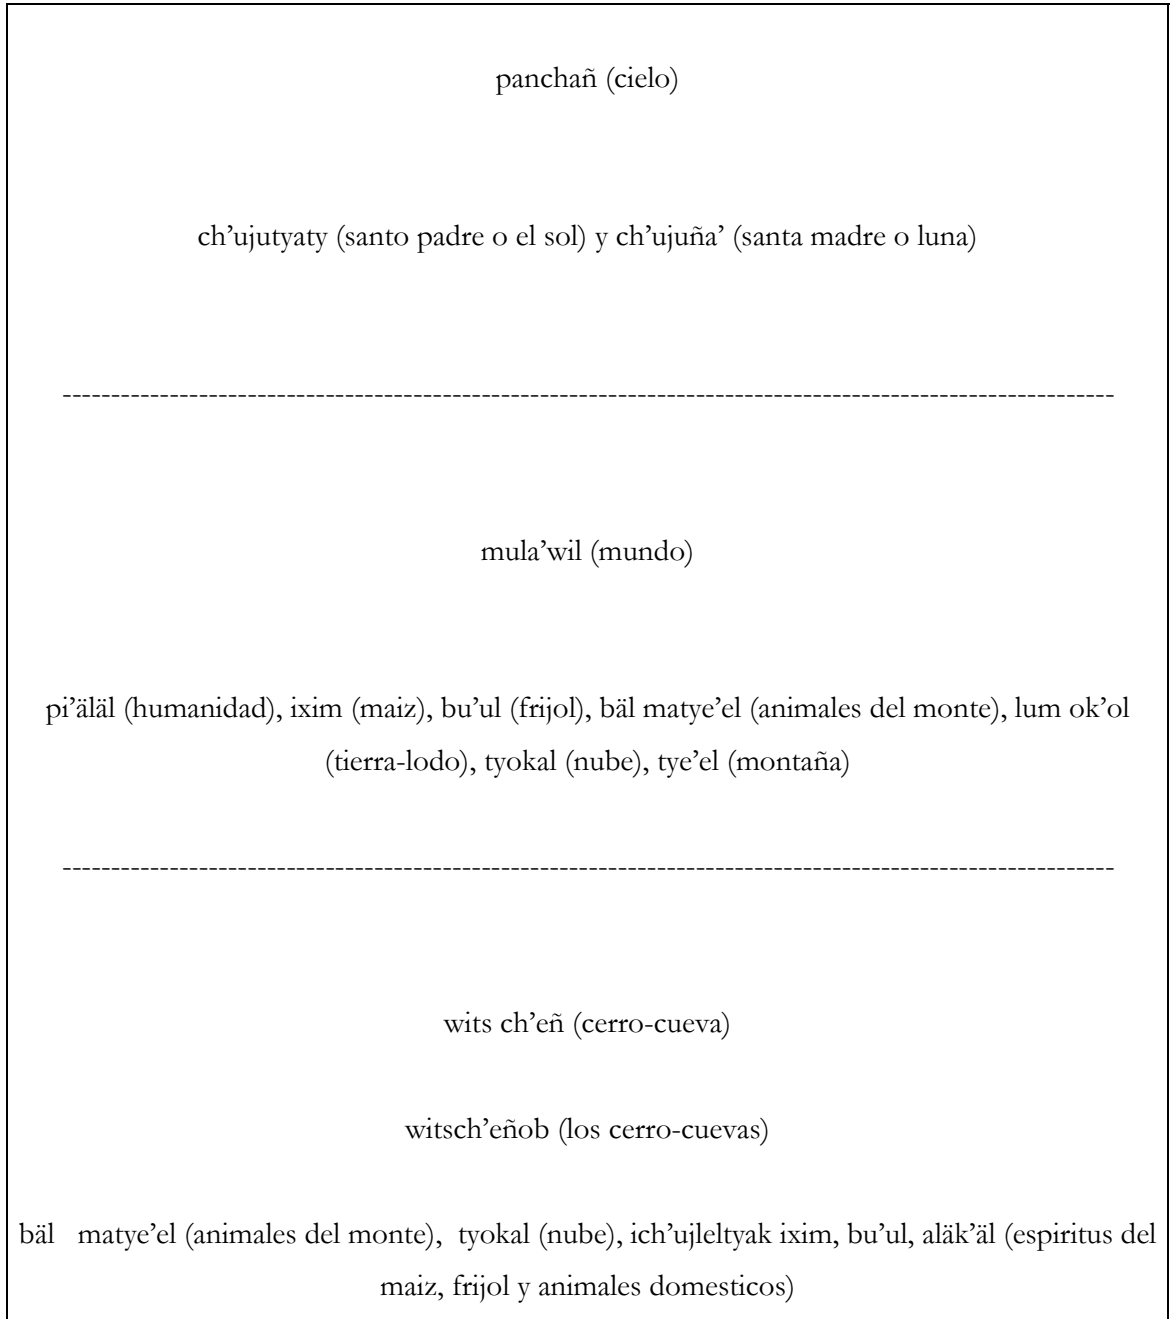 panchañ (cielo)
ch’ujutyaty (santo padre o el sol) y ch’ujuña’ (santa madre o luna)
------------------------------------------------------------------------------------------------------------
mula’wil (mundo)
pi’äläl (humanidad), ixim (maiz), bu’ul (frijol), bäl matye’el (animales del monte), lum ok’ol
(tierra-lodo), tyokal (nube), tye’el (montaña)
------------------------------------------------------------------------------------------------------------
wits ch’eñ (cerro-cueva)
witsch’eñob (los cerro-cuevas)
bäl matye’el (animales del monte), tyokal (nube), ich’ujleltyak ixim, bu’ul, aläk’äl (espiritus del
maiz, frijol y animales domesticos)